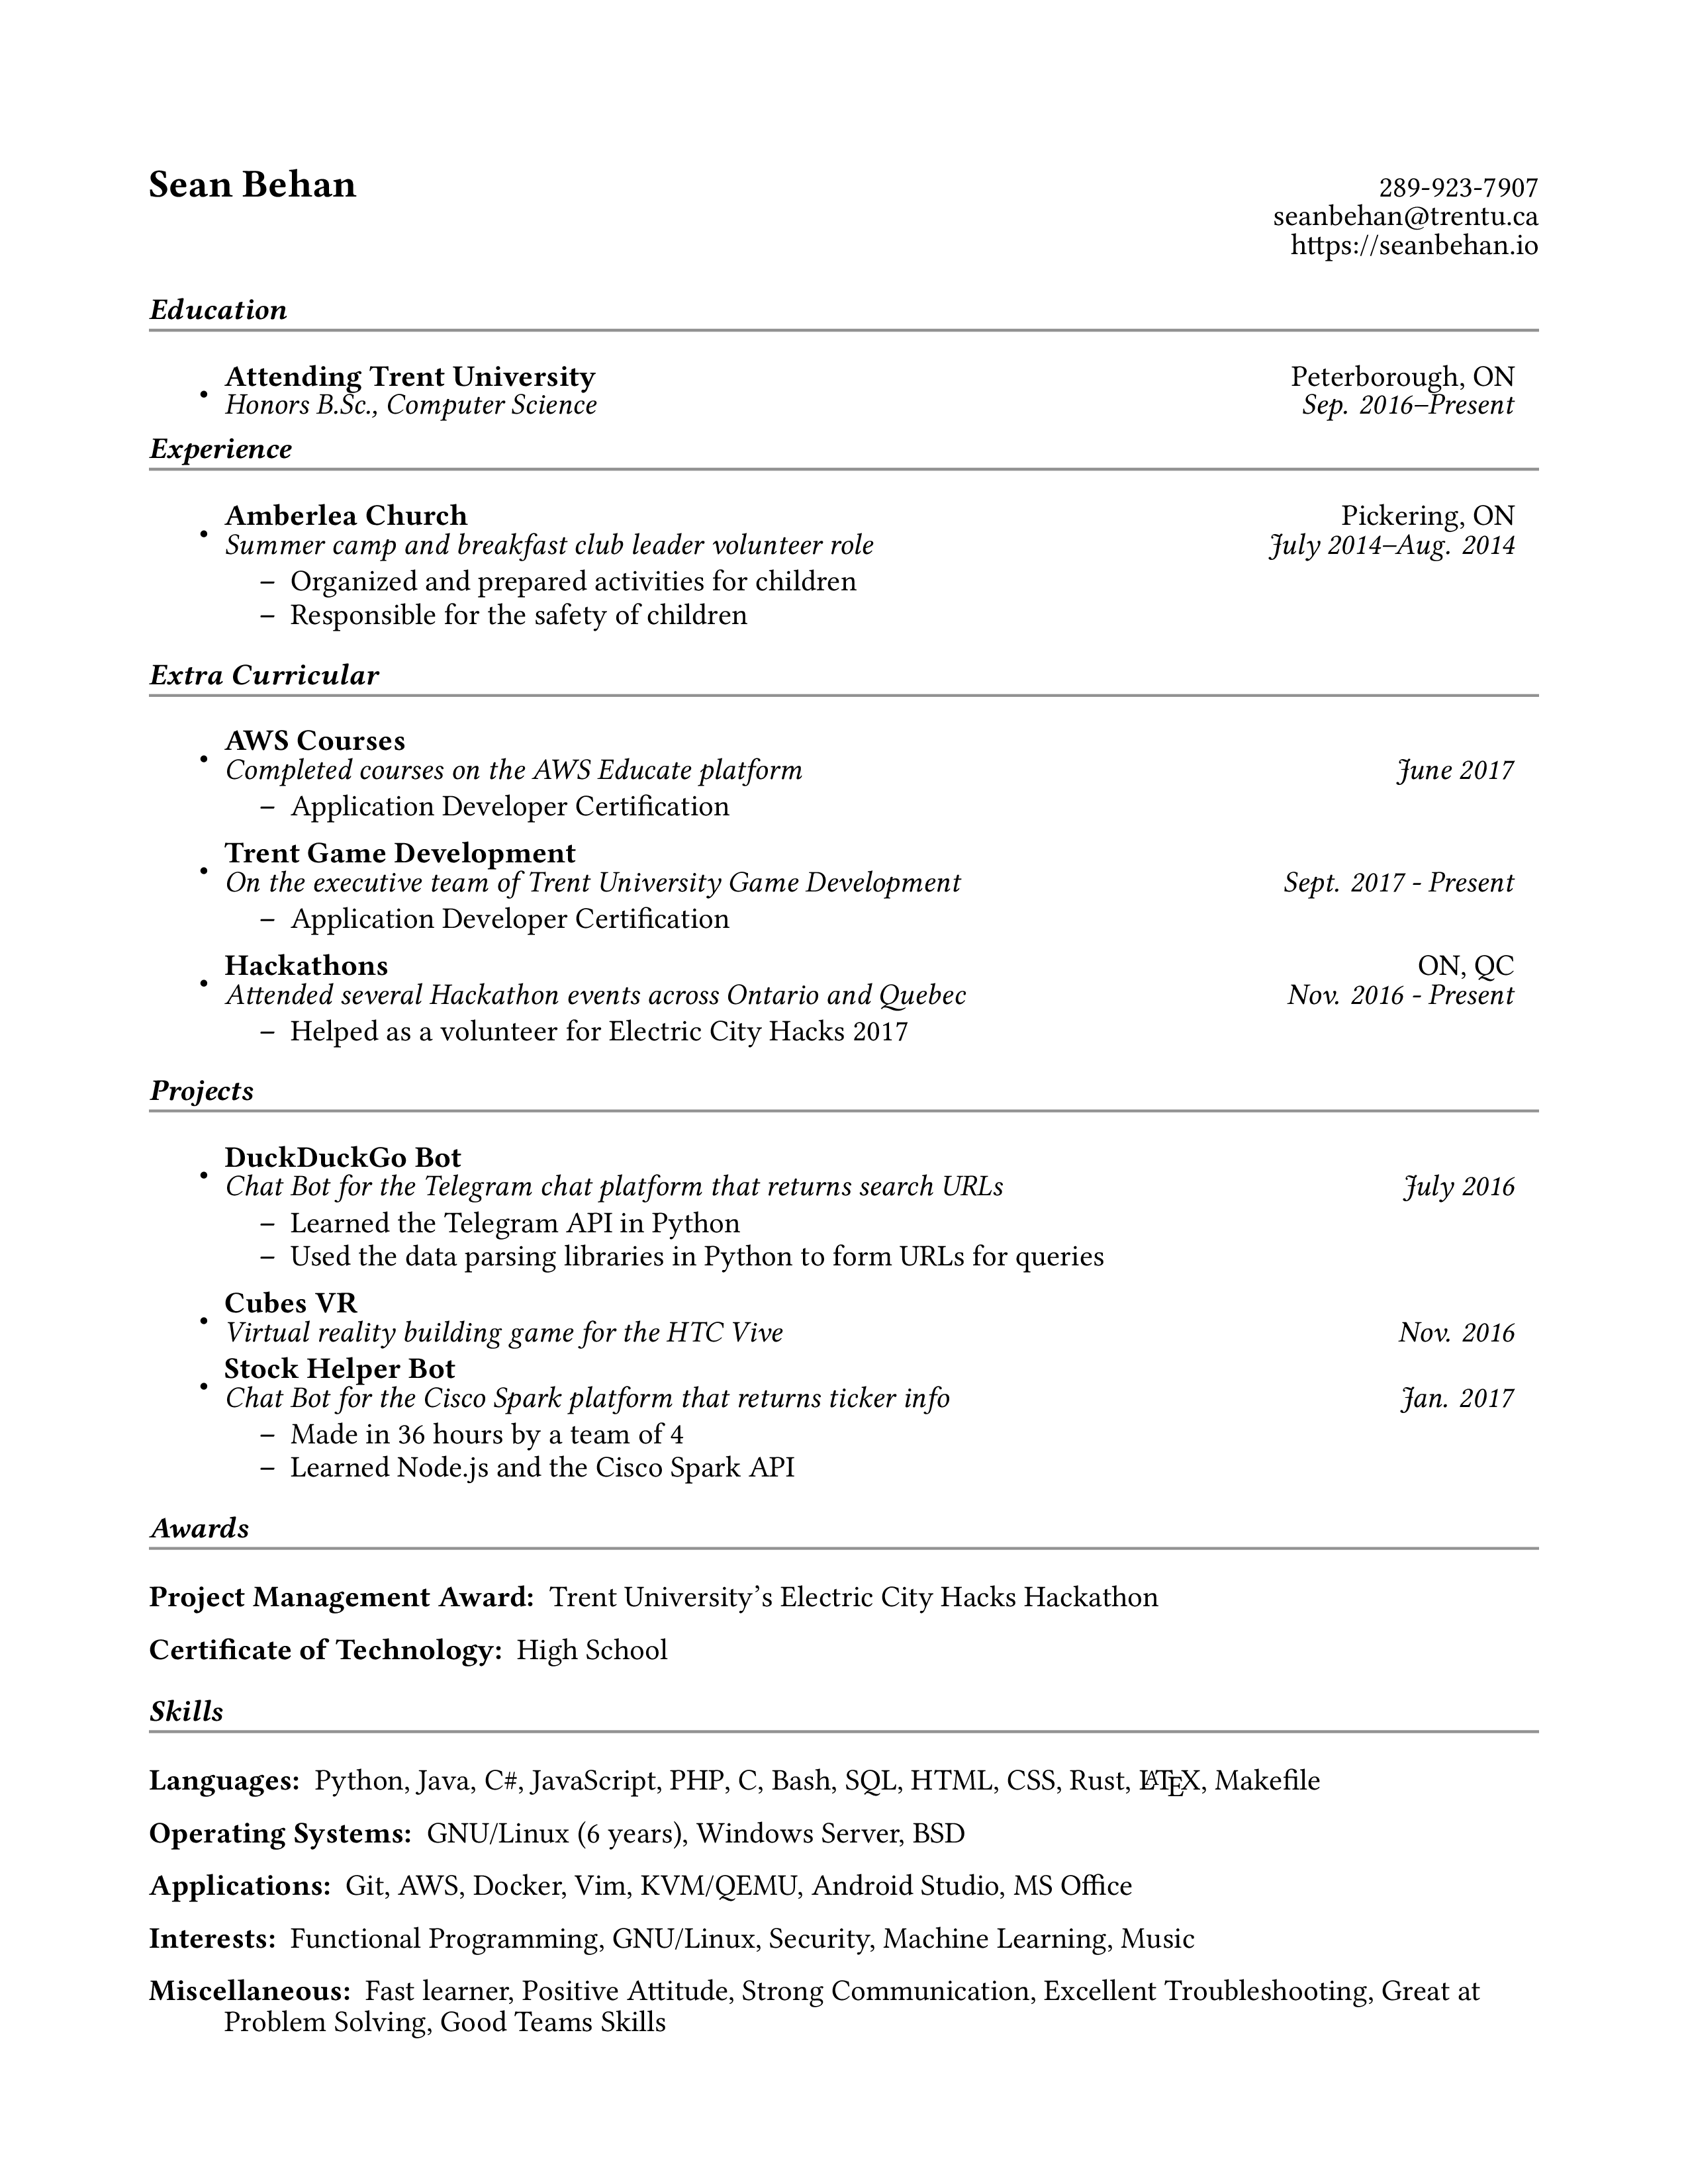 Sean Behan
289-923-7907
seanbehan@trentu.ca
https://seanbehan.io
Education
• Attending Trent University Peterborough, ON
Honors B.Sc., Computer Science Sep. 2016–Present
Experience
• Amberlea Church Pickering, ON
Summer camp and breakfast club leader volunteer role July 2014–Aug. 2014
– Organized and prepared activities for children
– Responsible for the safety of children
Extra Curricular
• AWS Courses
Completed courses on the AWS Educate platform June 2017
– Application Developer Certification
• Trent Game Development
On the executive team of Trent University Game Development Sept. 2017 - Present
– Application Developer Certification
• Hackathons ON, QC
Attended several Hackathon events across Ontario and Quebec Nov. 2016 - Present
– Helped as a volunteer for Electric City Hacks 2017
Projects
• DuckDuckGo Bot
Chat Bot for the Telegram chat platform that returns search URLs July 2016
– Learned the Telegram API in Python
– Used the data parsing libraries in Python to form URLs for queries
• Cubes VR
Virtual reality building game for the HTC Vive Nov. 2016
• Stock Helper Bot
Chat Bot for the Cisco Spark platform that returns ticker info Jan. 2017
– Made in 36 hours by a team of 4
– Learned Node.js and the Cisco Spark API
Awards
Project Management Award: Trent University’s Electric City Hacks Hackathon
Certificate of Technology: High School
Skills
Languages: Python, Java, C#, JavaScript, PHP, C, Bash, SQL, HTML, CSS, Rust, LATEX, Makefile
Operating Systems: GNU/Linux (6 years), Windows Server, BSD
Applications: Git, AWS, Docker, Vim, KVM/QEMU, Android Studio, MS Office
Interests: Functional Programming, GNU/Linux, Security, Machine Learning, Music
Miscellaneous: Fast learner, Positive Attitude, Strong Communication, Excellent Troubleshooting, Great at
Problem Solving, Good Teams Skills